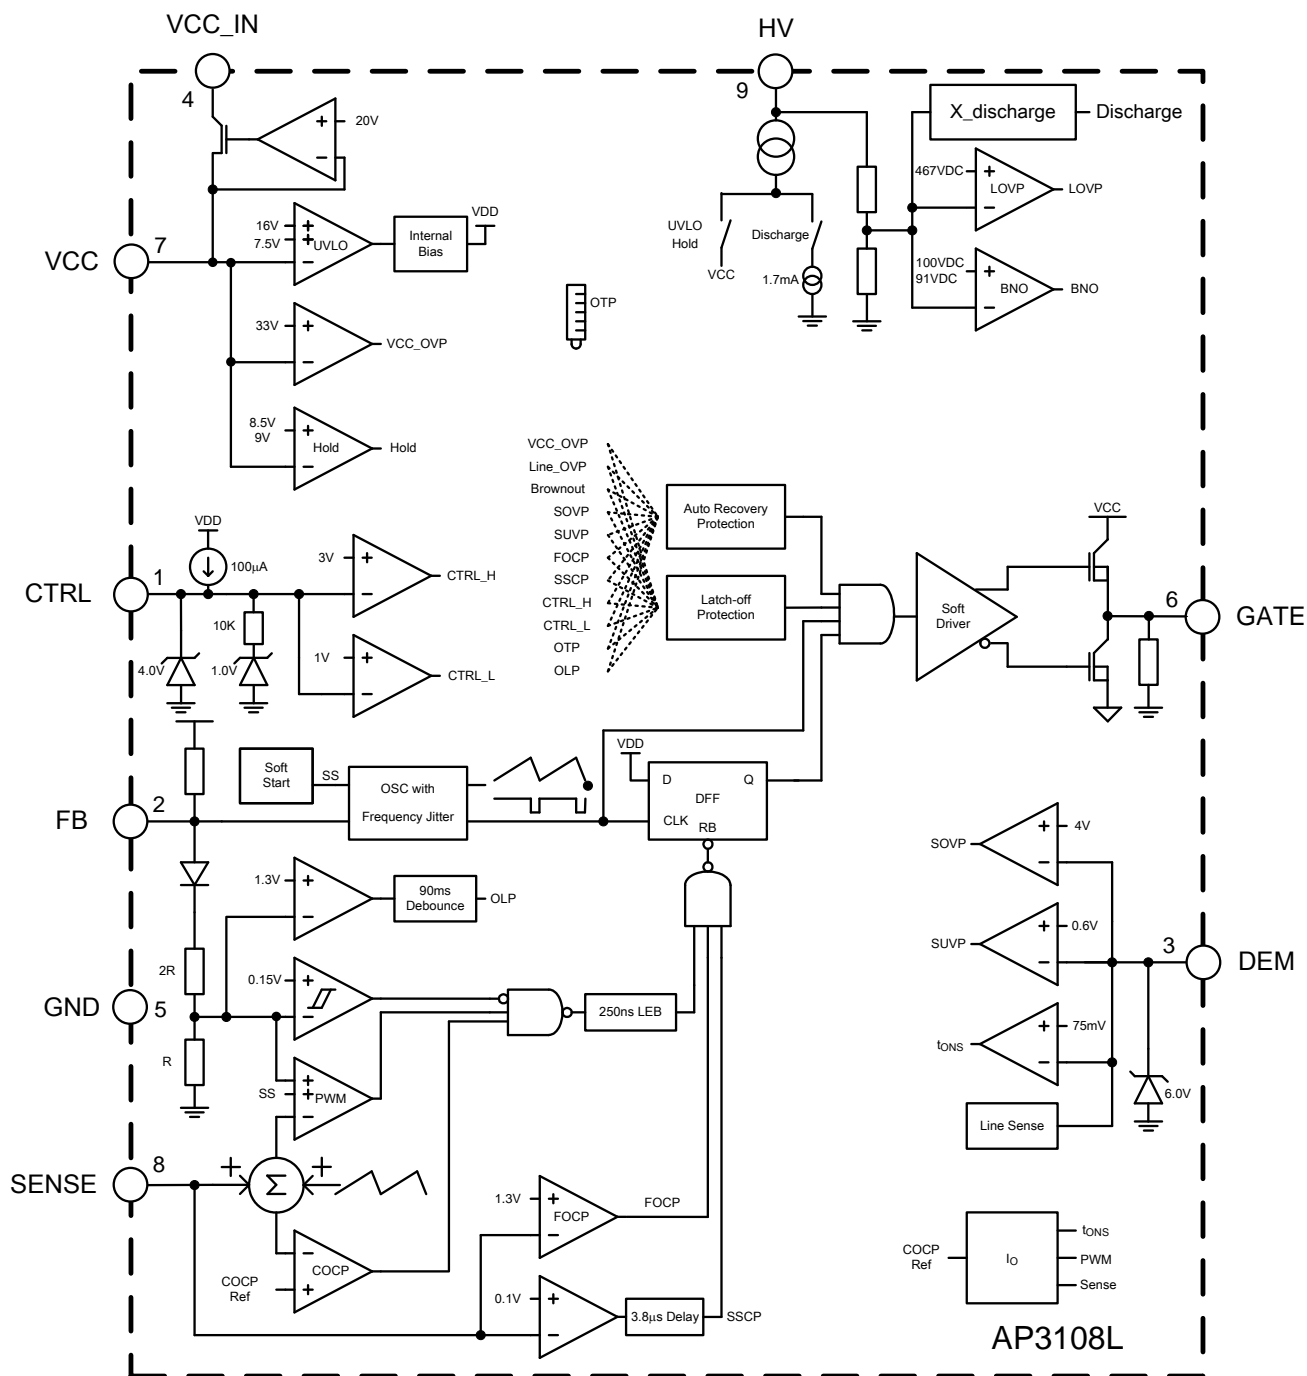 VCC_IN
HV
4
9
20V
X_discharge
Discharge
467VDC
+
LOVP
LOVP
−
16V
+
7.5V
+
UVLO
−
Internal
Bias
VDD
7
VCC
UVLO
Hold
VCC
Discharge
1.7mA
100VDC
91VDC
+
BNO
BNO
−
OTP
33V
+
VCC_OVP
−
8.5V
9V
+
Hold
Hold
−
VCC_OVP
Line_OVP
Brownout
SOVP
SUVP
FOCP
SSCP
CTRL_H
CTRL_L
OTP
OLP
Auto Recovery
Protection
Latch-off
Protection
VCC
Soft
Driver
6
GATE
VDD
100µA
3V
+
CTRL_H
−
1
CTRL
10K
4.0V
1.0V
1V
+
CTRL_L
−
Soft
Start
SS
OSC with
Frequency Jitter
VDD
D
Q
DFF
CLK
RB
2
FB
SOVP
+
4V
−
1.3V
+
−
90ms
Debounce
OLP
SUVP
+
0.6V
−
3
DEM
2R
0.15V
+
−
250ns LEB
5
GND
tONS
+
75mV
−
6.0V
R
+
SS
+
PWM
−
Line Sense
8
SENSE
+
Σ
+
1.3V
+
FOCP
−
FOCP
−
COCP
+
COCP
Ref
0.1V
+
−
3.8µs Delay
SSCP
COCP
Ref
IO
tONS
PWM
Sense
AP3108L